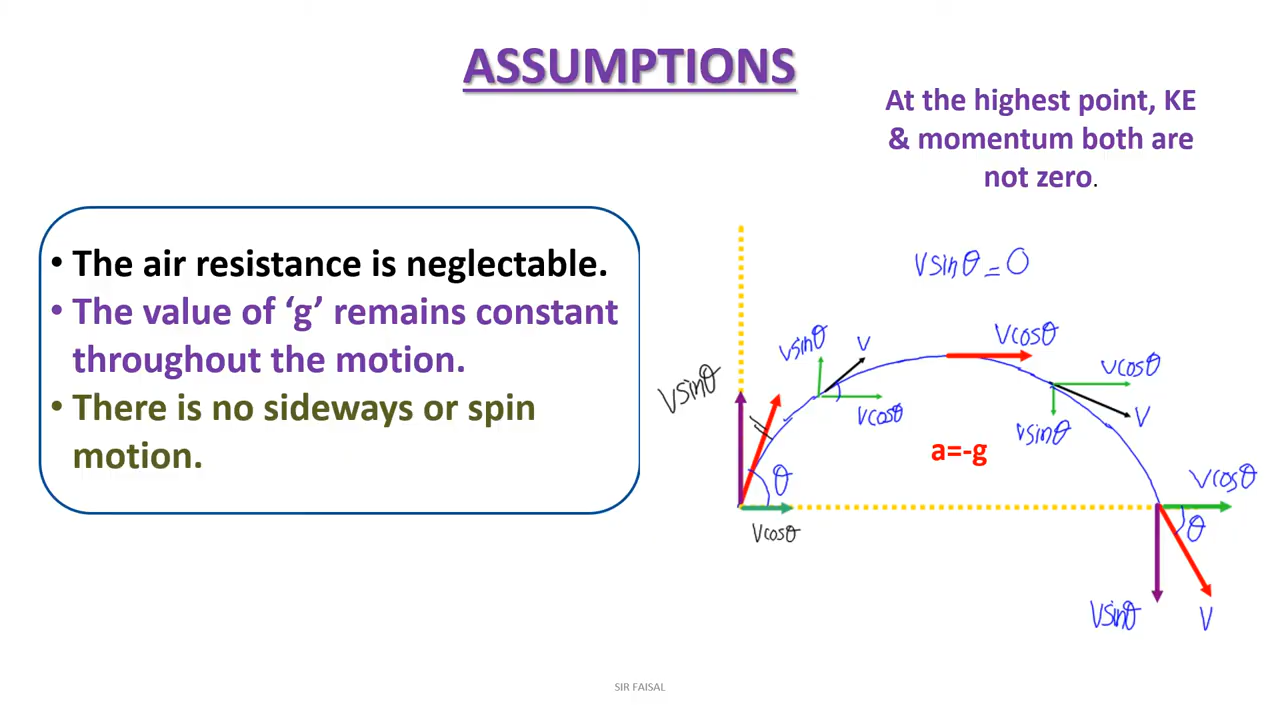 ASSUMPTIONS
At the highest point, KE
& momentum both are
not zero.
• The air resistance is neglectable.
• The value of ‘g’ remains constant
throughout the motion.
• There is no sideways or spin
motion.
Vsinθ=0
Vsinθ
V
Vcosθ
Vcosθ
Vsinθ
Vcosθ
Vsinθ
V
a=-g
θ
Vcosθ
Vcosθ
θ
Vsinθ
V
SIR FAISAL